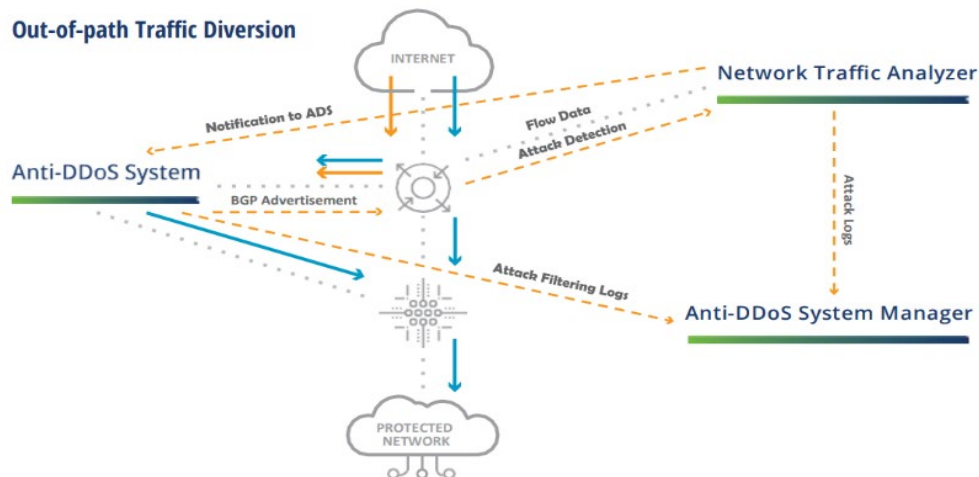 Out-of-path Traffic Diversion
INTERNET
Network Traffic Analyzer
Notification to ADS
Flow Data
Attack Detection
Anti-DDoS System
BGP Advertisement
Attack Logs
Attack Filtering Logs
Anti-DDoS System Manager
PROTECTED
NETWORK